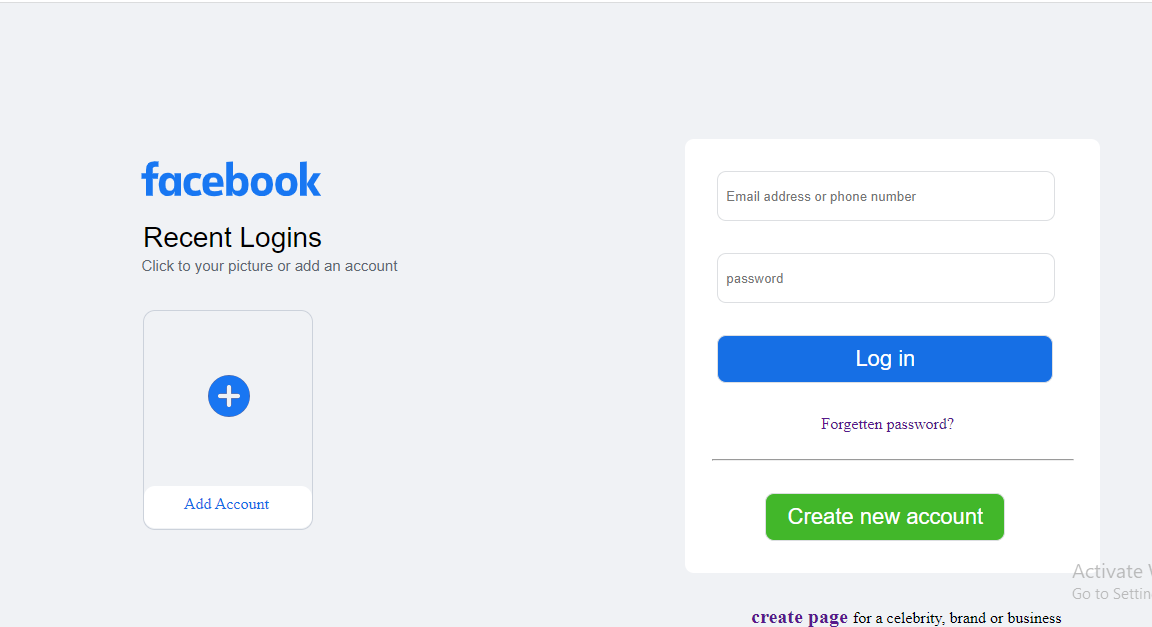 facebook
Recent Logins
Click to your picture or add an account
Add Account
Email address or phone number
password
Log in
Forgetten password?
Create new account
create page for a celebrity, brand or business
Activate
Go to